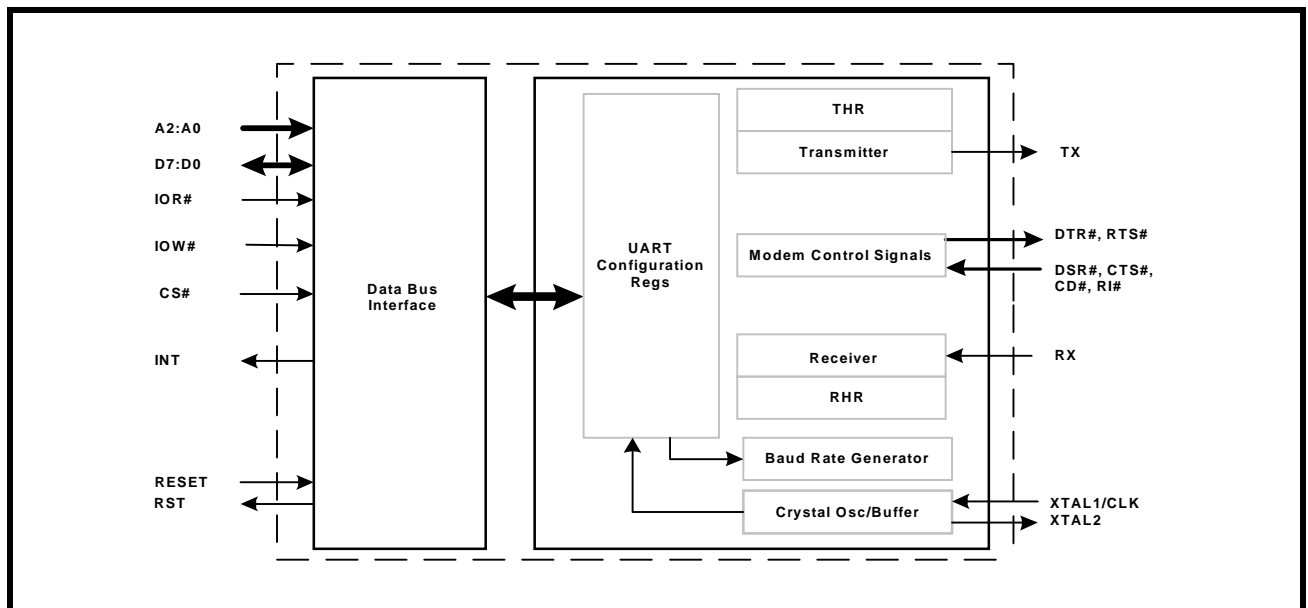 A2:A0
D7:D0
IOR#
IOW#
CS#
INT
RESET
RST
Data Bus
Interface
UART
Configuration
Regs
THR
Transmitter
Modem Control Signals
Receiver
RHR
Baud Rate Generator
Crystal Osc/Buffer
TX
DTR#, RTS#
DSR#, CTS#,
CD#, RI#
RX
XTAL1/CLK
XTAL2